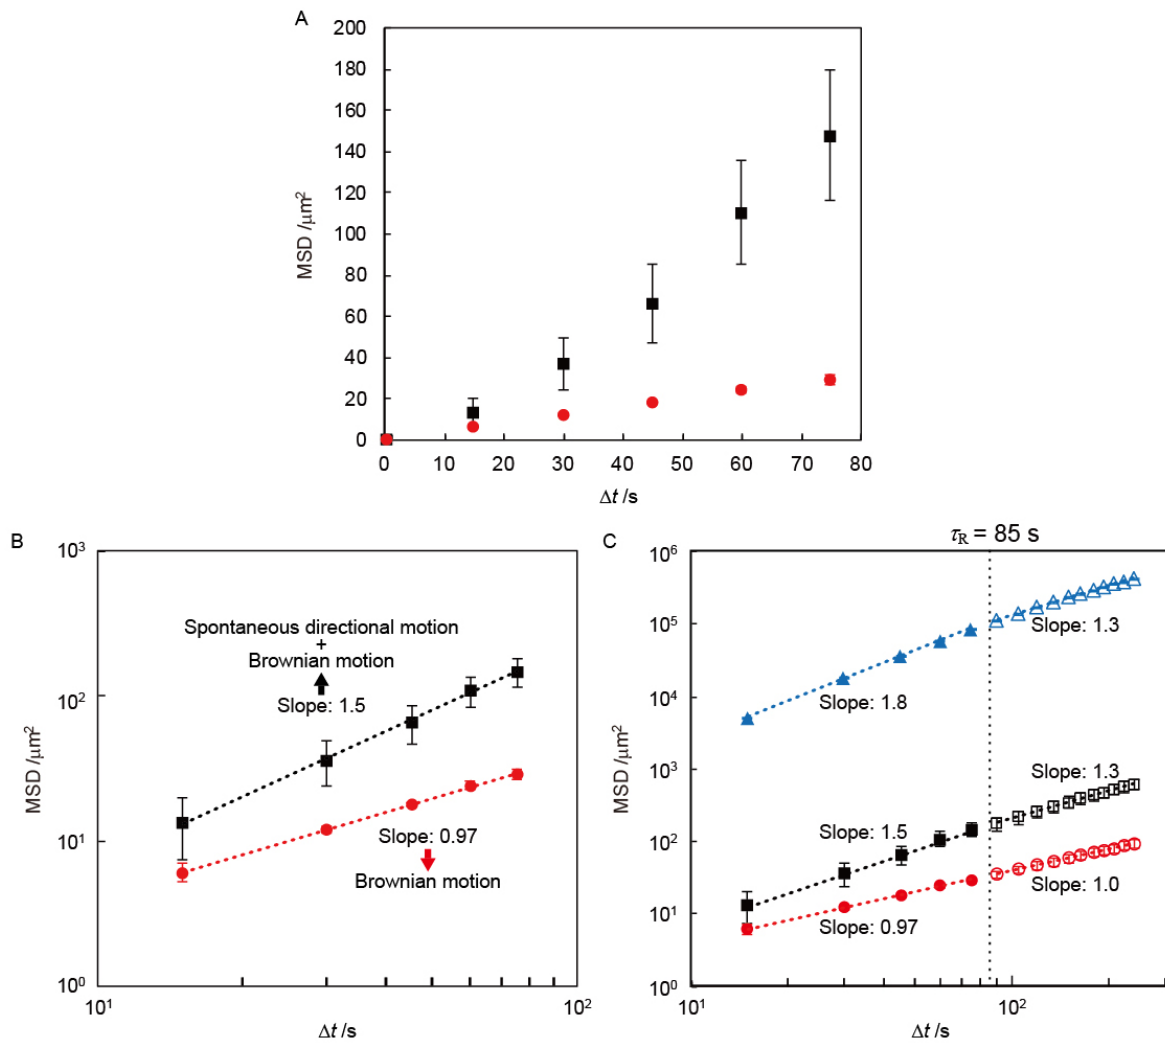 A
200
180
160
140
120
100
80
60
40
20
0
MSD /μm²
0 10 20 30 40 50 60 70 80
Δt /s
B
10³
10²
10¹
10⁰
MSD /μm²
Spontaneous directional motion
+
Brownian motion
Slope: 1.5
Slope: 0.97
Brownian motion
10¹ 10²
Δt /s
C
τR = 85 s
10⁶
10⁵
10⁴
10³
10²
10¹
10⁰
MSD /μm²
Slope: 1.3
Slope: 1.8
Slope: 1.3
Slope: 1.5
Slope: 1.0
Slope: 0.97
10¹ 10²
Δt /s